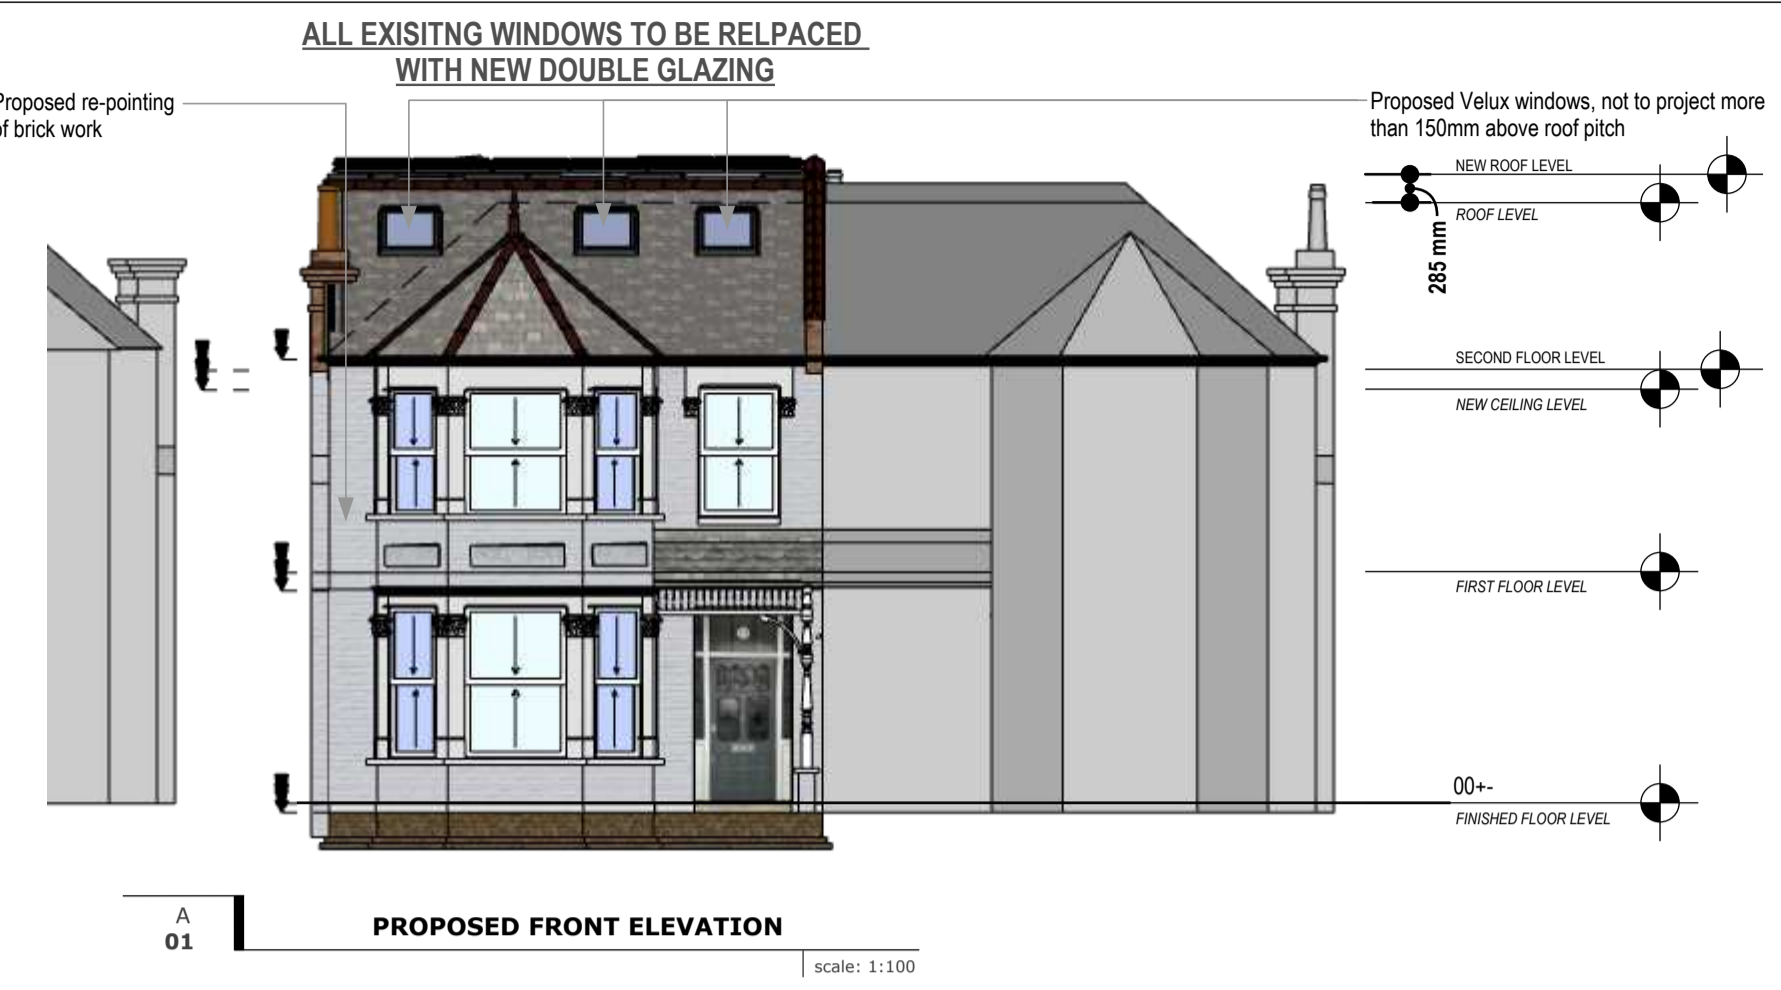 ALL EXISITNG WINDOWS TO BE RELPACED
WITH NEW DOUBLE GLAZING
Proposed re-pointing
of brick work
Proposed Velux windows, not to project more
than 150mm above roof pitch
NEW ROOF LEVEL
ROOF LEVEL
285 mm
SECOND FLOOR LEVEL
NEW CEILING LEVEL
FIRST FLOOR LEVEL
00+-
FINISHED FLOOR LEVEL
A
01
PROPOSED FRONT ELEVATION
scale: 1:100